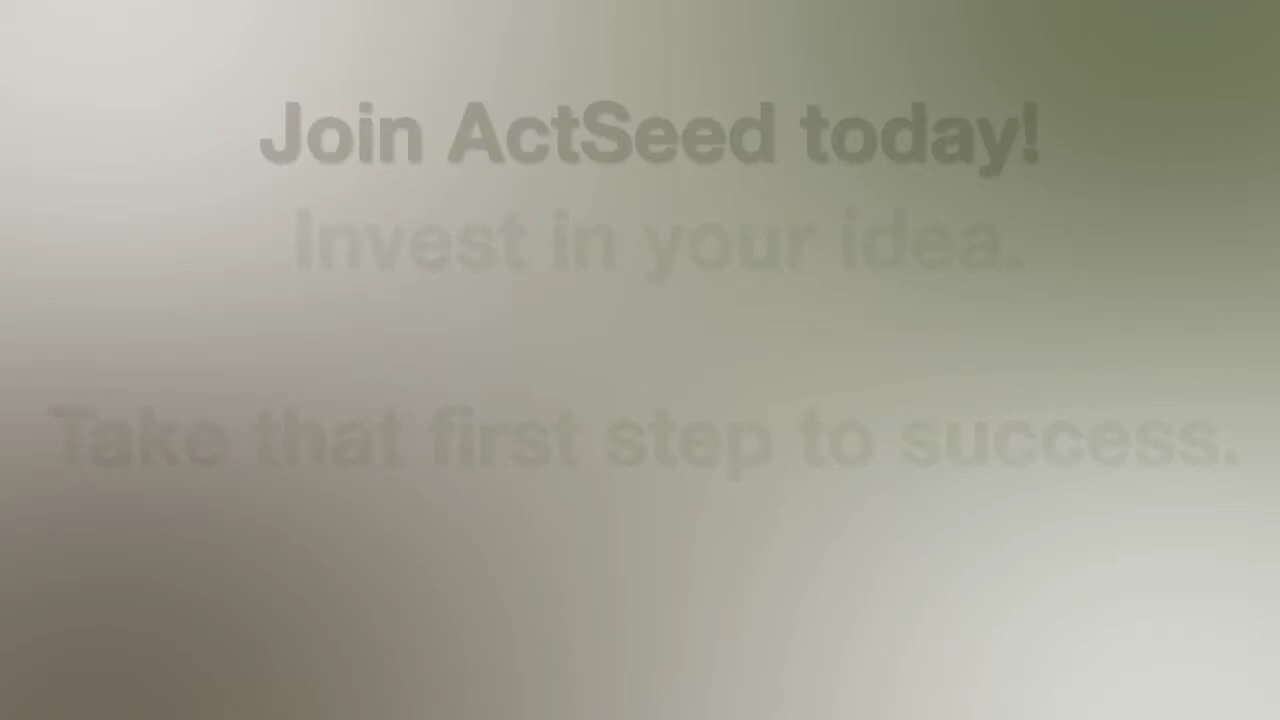 Join ActSeed today!
Invest in your idea.
Take that first step to success.